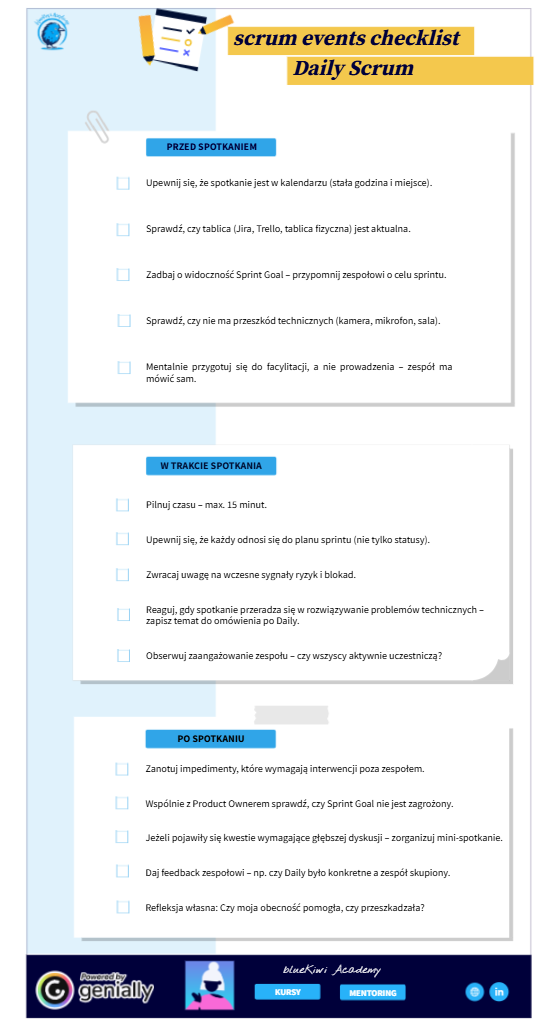 scrum events checklist
Daily Scrum
PRZED SPOTKANIEM
Upewnij się, że spotkanie jest w kalendarzu (stała godzina i miejsce).
Sprawdź, czy tablica (Jira, Trello, tablica fizyczna) jest aktualna.
Zadbaj o widoczność Sprint Goal – przypomnij zespołowi o celu sprintu.
Sprawdź, czy nie ma przeszkód technicznych (kamera, mikrofon, sala).
Mentalnie przygotuj się do facylitacji, a nie prowadzenia – zespół ma
mówić sam.
W TRAKCIE SPOTKANIA
Pilnuj czasu – max. 15 minut.
Upewnij się, że każdy odnosi się do planu sprintu (nie tylko statusy).
Zwracaj uwagę na wczesne sygnały ryzyk i blokad.
Reaguj, gdy spotkanie przeradza się w rozwiązywanie problemów technicznych –
zapisz temat do omówienia po Daily.
Obserwuj zaangażowanie zespołu – czy wszyscy aktywnie uczestniczą?
PO SPOTKANIU
Zanotuj impedimenty, które wymagają interwencji poza zespołem.
Wspólnie z Product Ownerem sprawdź, czy Sprint Goal nie jest zagrożony.
Jeżeli pojawiły się kwestie wymagające głębszej dyskusji – zorganizuj mini-spotkanie.
Daj feedback zespołowi – np. czy Daily było konkretne a zespół skupiony.
Refleksja własna: Czy moja obecność pomogła, czy przeszkadzała?
Powered by
genially
blueKiwi Academy
KURSY
MENTORING
in